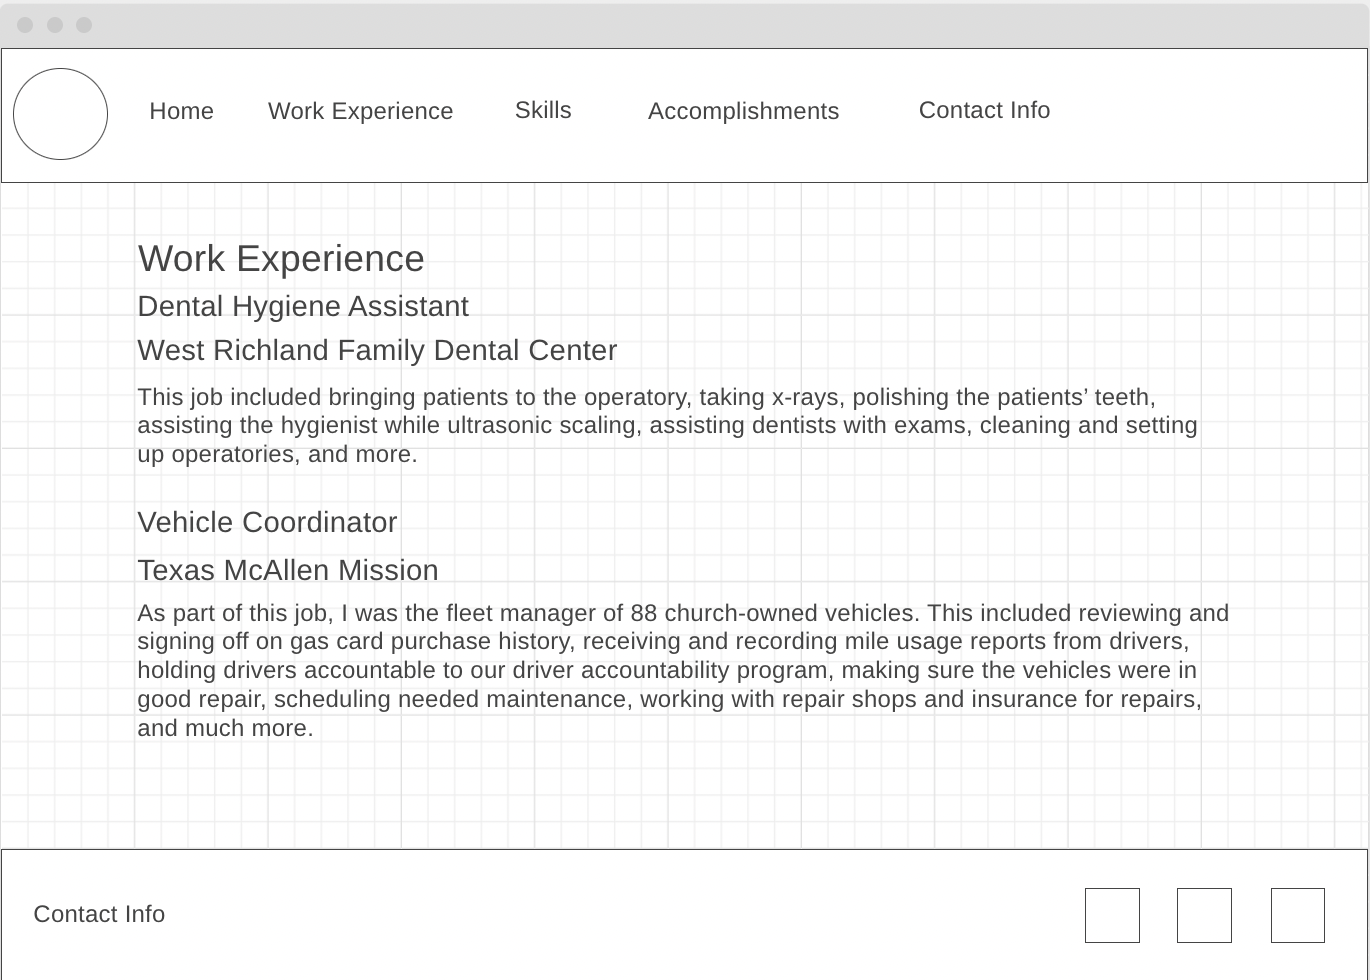 Home Work Experience Skills Accomplishments Contact Info
Work Experience
Dental Hygiene Assistant
West Richland Family Dental Center
This job included bringing patients to the operatory, taking x-rays, polishing the patients’ teeth,
assisting the hygienist while ultrasonic scaling, assisting dentists with exams, cleaning and setting
up operatories, and more.
Vehicle Coordinator
Texas McAllen Mission
As part of this job, I was the fleet manager of 88 church-owned vehicles. This included reviewing and
signing off on gas card purchase history, receiving and recording mile usage reports from drivers,
holding drivers accountable to our driver accountability program, making sure the vehicles were in
good repair, scheduling needed maintenance, working with repair shops and insurance for repairs,
and much more.
Contact Info